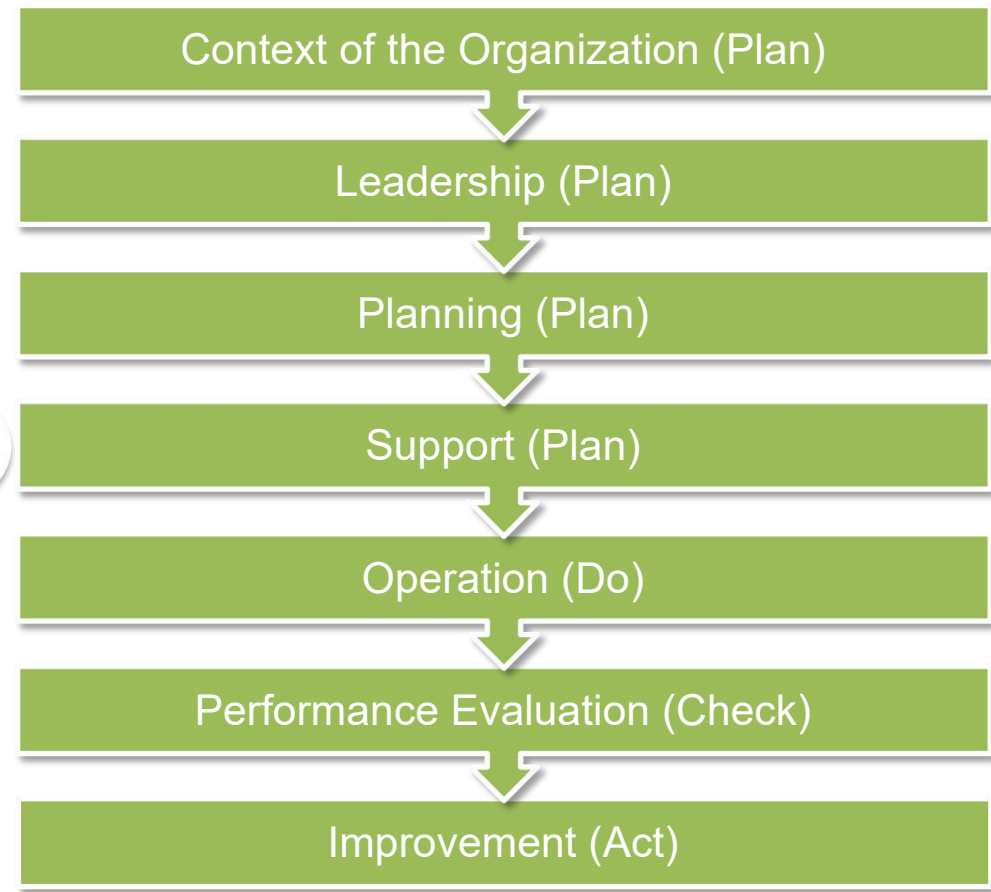 Context of the Organization (Plan)
Leadership (Plan)
Planning (Plan)
Support (Plan)
Operation (Do)
Performance Evaluation (Check)
Improvement (Act)